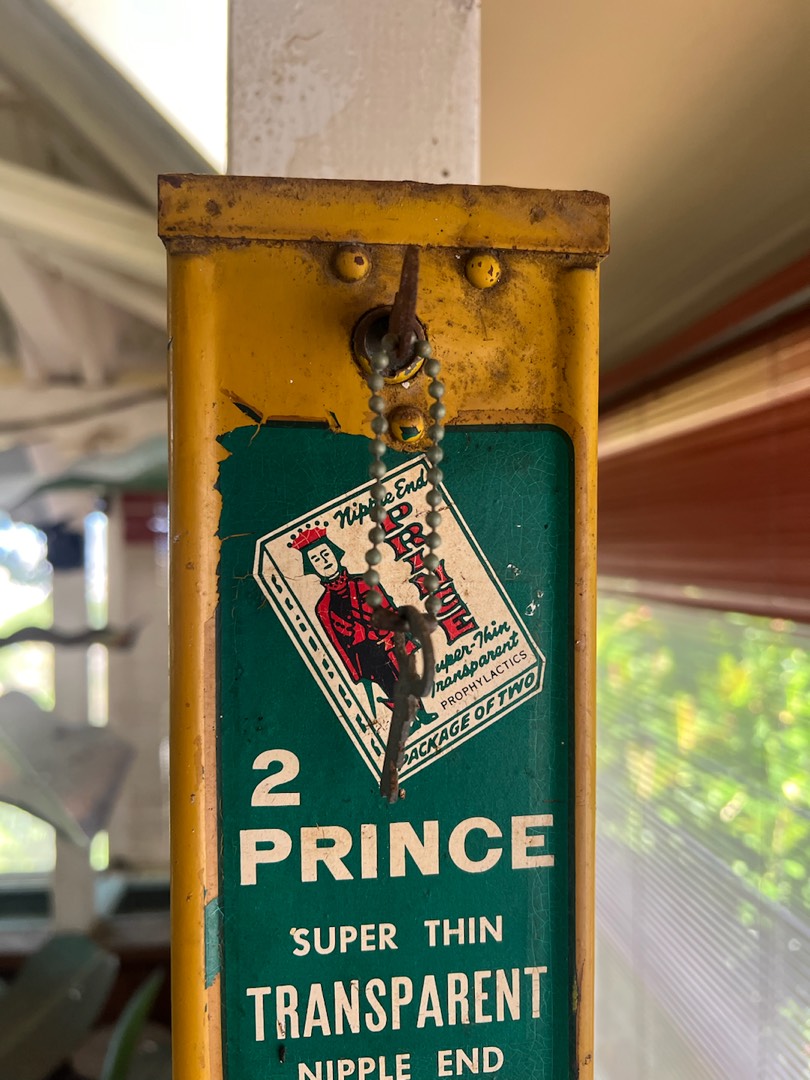 Nipple End
PRINCE
Super-Thin
Transparent
PROPHYLACTICS
PACKAGE OF TWO
2
PRINCE
SUPER THIN
TRANSPARENT
NIPPLE END